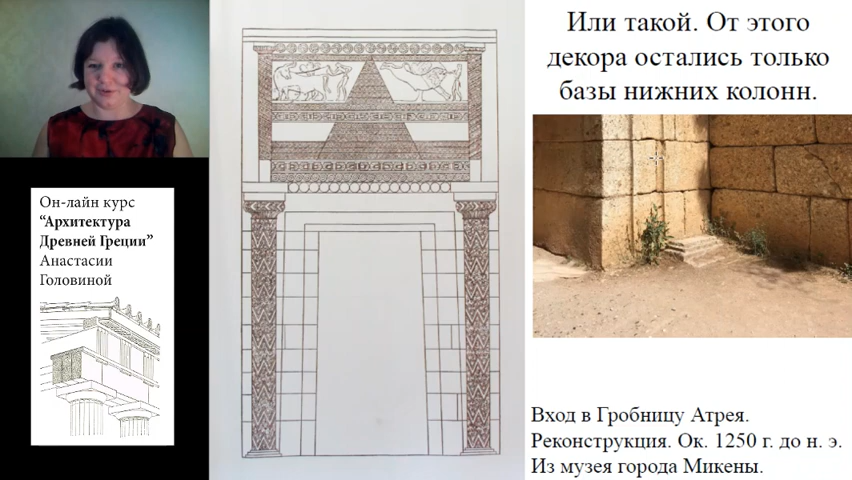 Или такой. От этого
декора остались только
базы нижних колонн.
Он-лайн курс
“Архитектура
Древней Греции”
Анастасии
Головиной
Вход в Гробницу Атрея.
Реконструкция. Ок. 1250 г. до н. э.
Из музея города Микены.